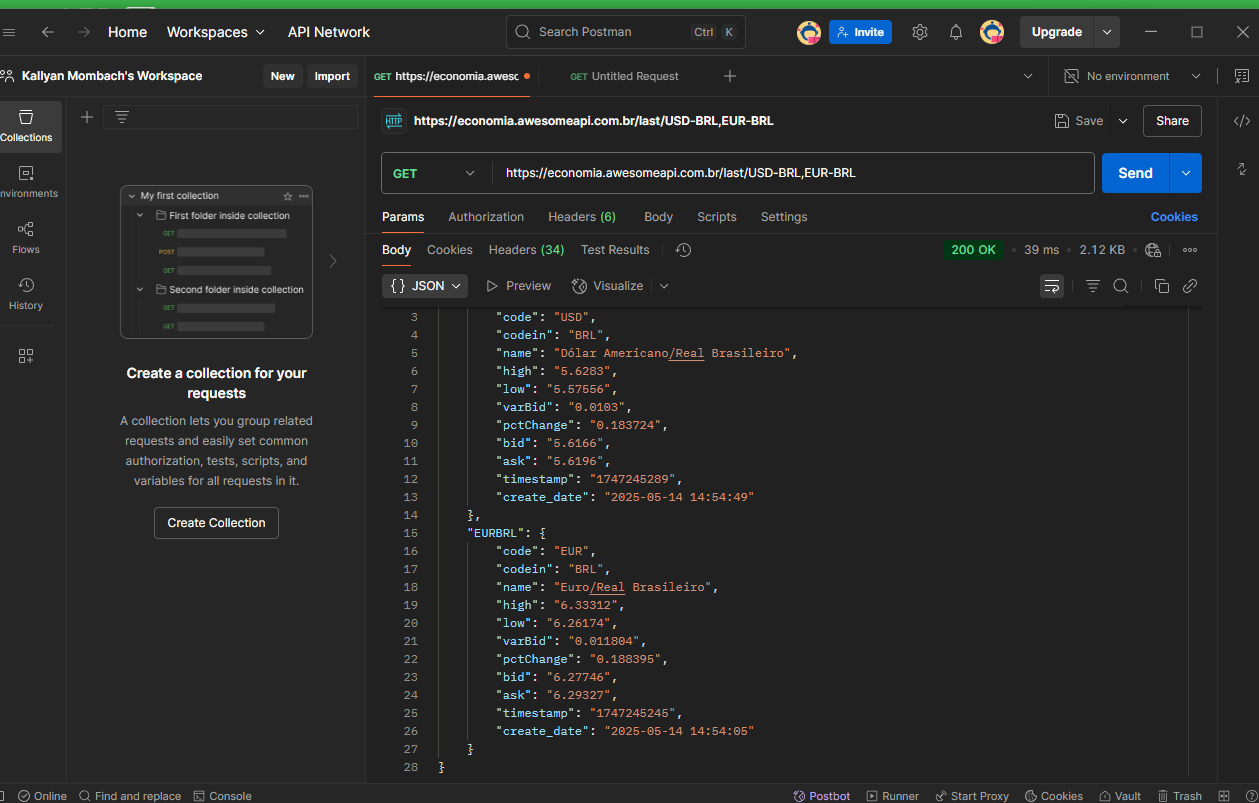 Home Workspaces API Network Search Postman Ctrl K Invite Upgrade
Kallyan Mombach's Workspace New Import GET https://economia.awesc GET Untitled Request No environment
Collections
nvironments
Flows
History
My first collection
First folder inside collection
GET
POST
GET
Second folder inside collection
GET
GET
Create a collection for your
requests
A collection lets you group related
requests and easily set common
authorization, tests, scripts, and
variables for all requests in it.
Create Collection
HTTP https://economia.awesomeapi.com.br/last/USD-BRL,EUR-BRL Save Share
GET https://economia.awesomeapi.com.br/last/USD-BRL,EUR-BRL Send
Params Authorization Headers (6) Body Scripts Settings Cookies
Body Cookies Headers (34) Test Results 200 OK 39 ms 2.12 KB
{} JSON Preview Visualize
3 "code": "USD",
4 "codein": "BRL",
5 "name": "Dólar Americano/Real Brasileiro",
6 "high": "5.6283",
7 "low": "5.57556",
8 "varBid": "0.0103",
9 "pctChange": "0.183724",
10 "bid": "5.6166",
11 "ask": "5.6196",
12 "timestamp": "1747245289",
13 "create_date": "2025-05-14 14:54:49"
14 },
15 "EURBRL": {
16 "code": "EUR",
17 "codein": "BRL",
18 "name": "Euro/Real Brasileiro",
19 "high": "6.33312",
20 "low": "6.26174",
21 "varBid": "0.011804",
22 "pctChange": "0.188395",
23 "bid": "6.27746",
24 "ask": "6.29327",
25 "timestamp": "1747245245",
26 "create_date": "2025-05-14 14:54:05"
27 }
28 }
Online Find and replace Console Postbot Runner Start Proxy Cookies Vault Trash